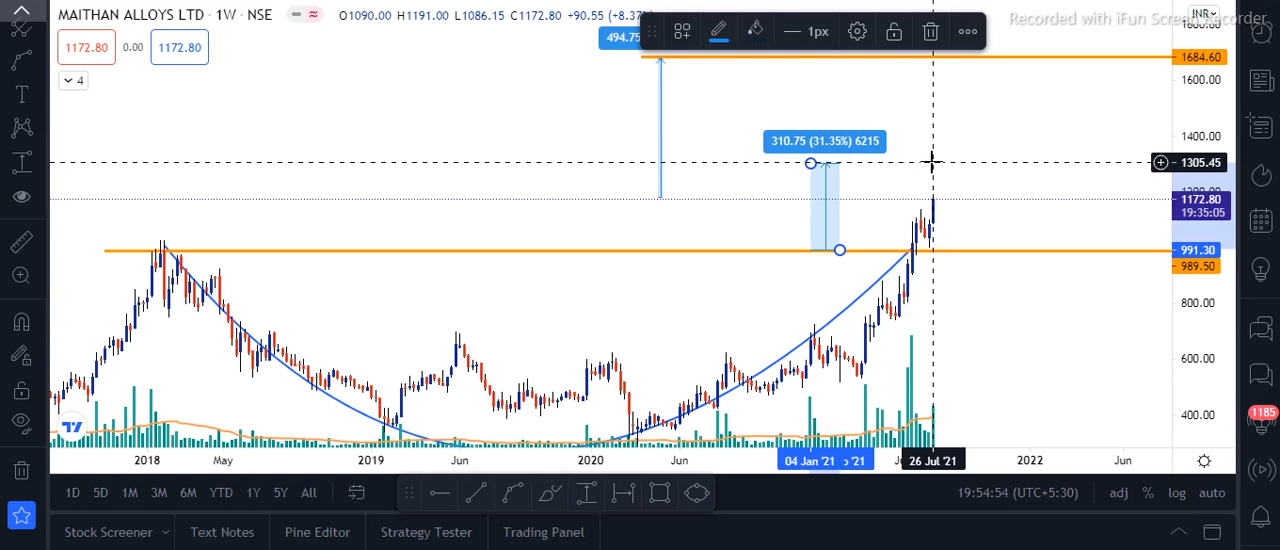 MAITHAN ALLOYS LTD · 1W · NSE
O1090.00 H1191.00 L1086.15 C1172.80 +90.55 (+8.37%)
Recorded with iFun Screen Recorder
INR
1172.80 0.00 1172.80
494.75
1px
1684.60
1600.00
4
1400.00
310.75 (31.35%) 6215
1305.45
1172.80
19:35:05
991.30
989.50
800.00
600.00
400.00
1185
2018 May 2019 Jun 2020 Jun 04 Jan '21 26 Jul '21 2022 Jun
1D 5D 1M 3M 6M YTD 1Y 5Y All
19:54:54 (UTC+5:30) adj % log auto
Stock Screener Text Notes Pine Editor Strategy Tester Trading Panel